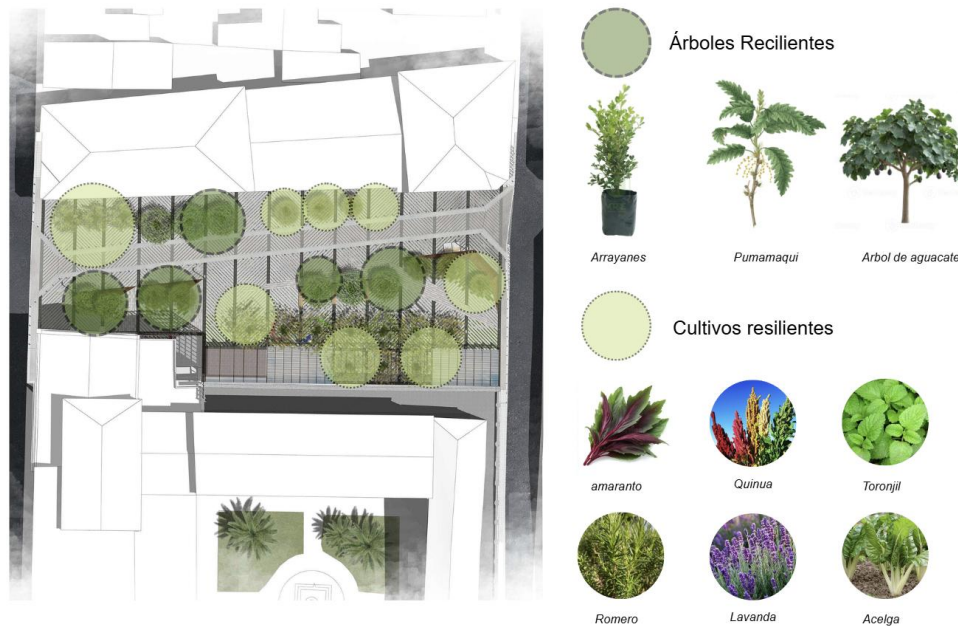 Árboles Recilientes
Arrayanes
Pumamaqui
Arbol de aguacate
Cultivos resilientes
amaranto
Quinua
Toronjil
Romero
Lavanda
Acelga